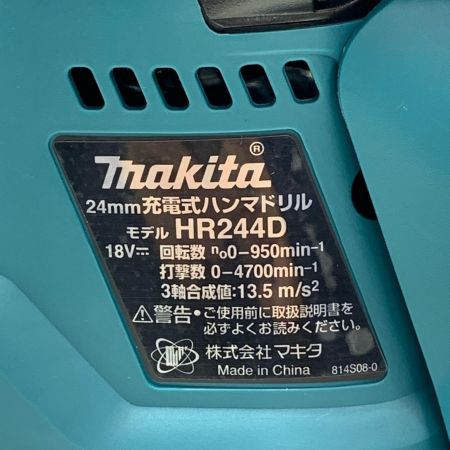 makita®
24mm充電式ハンマドリル
モデル HR244D
18V⎓ 回転数 n₀0-950min⁻¹
打撃数 0-4700min⁻¹
3軸合成値:13.5 m/s²
⚠警告・ご使用前に取扱説明書を
必ずよくお読みください。
株式会社 マキタ
Made in China 814S08-0